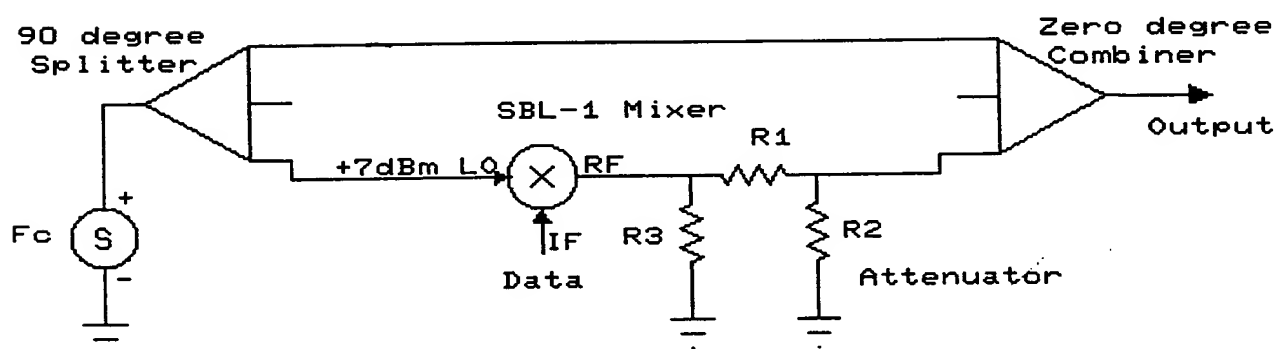 90 degree
Splitter
Zero degree
Combiner
SBL-1 Mixer
Output
R1
+7dBm LO
RF
Fc
+
S
-
IF
Data
R3
R2
Attenuator